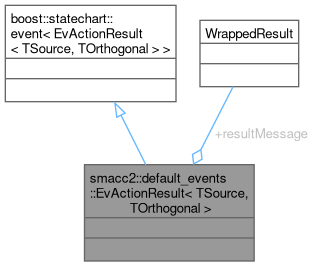 boost::statechart::
event< EvActionResult
< TSource, TOrthogonal > >
WrappedResult
+resultMessage
smacc2::default_events
::EvActionResult< TSource,
TOrthogonal >